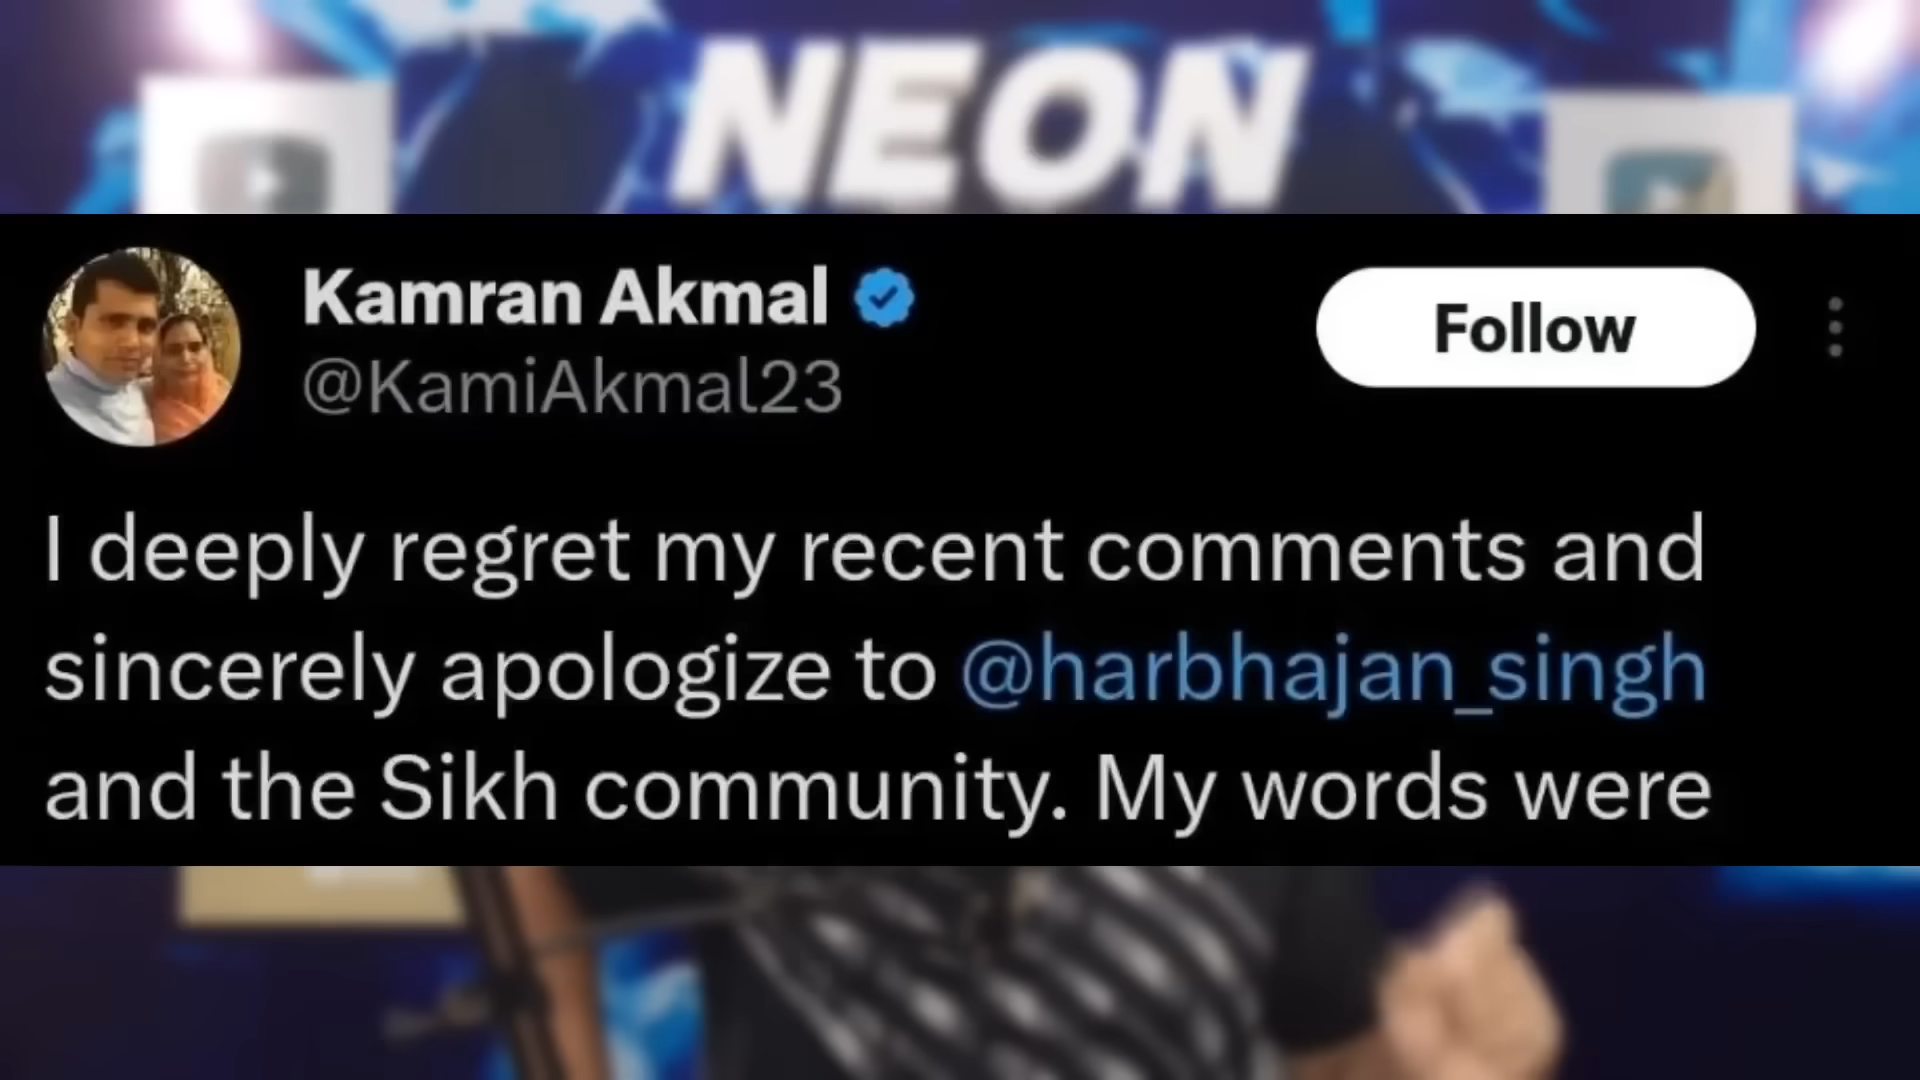 NEON
Kamran Akmal
@KamiAkmal23
Follow
I deeply regret my recent comments and
sincerely apologize to @harbhajan_singh
and the Sikh community. My words were